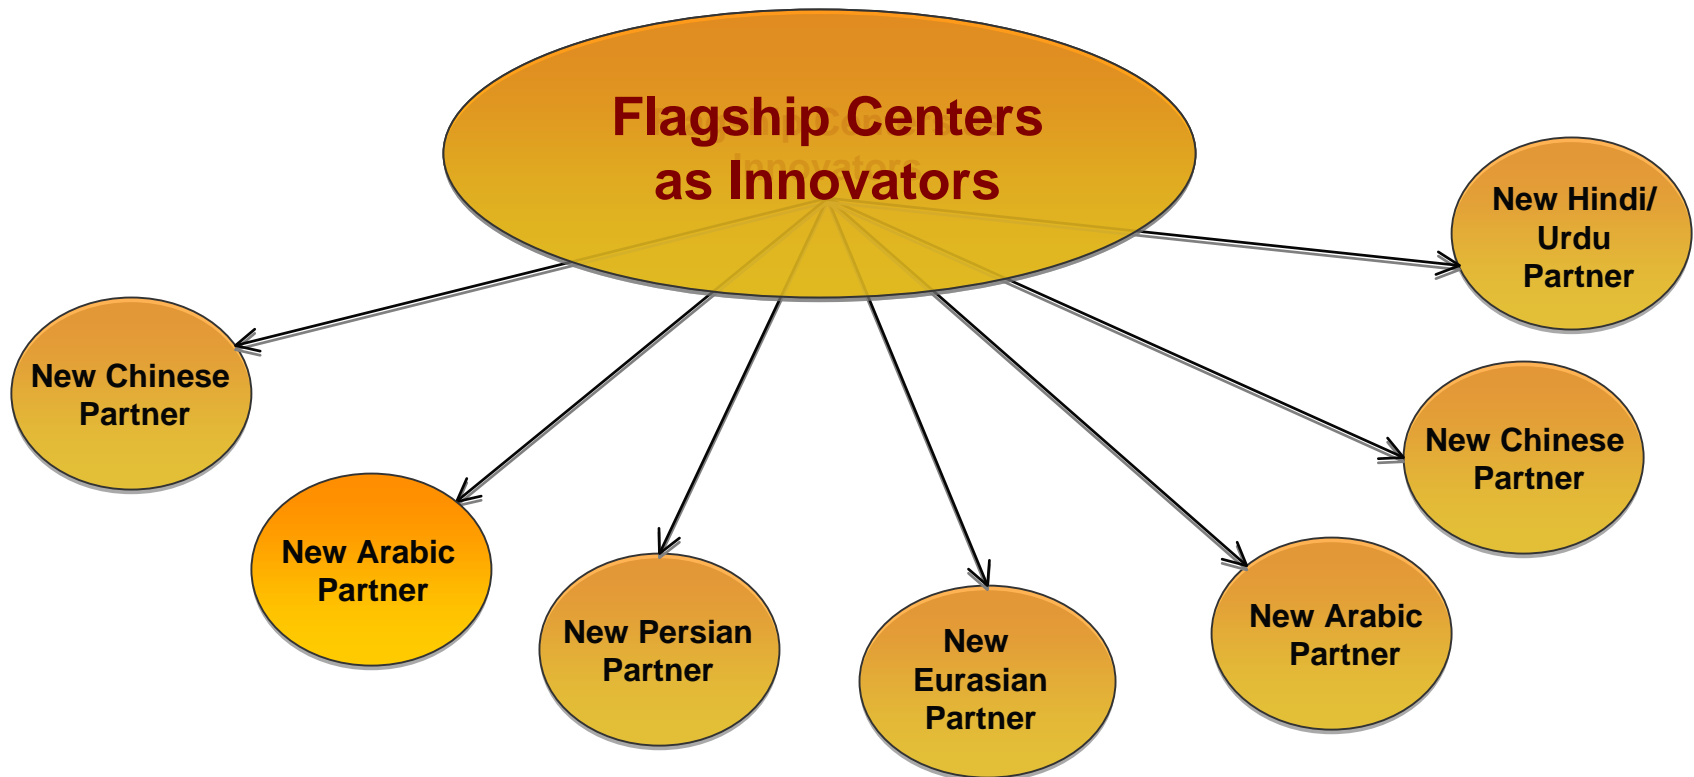 Flagship Centers
as Innovators
New Hindi/
Urdu
Partner
New Chinese
Partner
New Chinese
Partner
New Arabic
Partner
New Persian
Partner
New
Eurasian
Partner
New Arabic
Partner